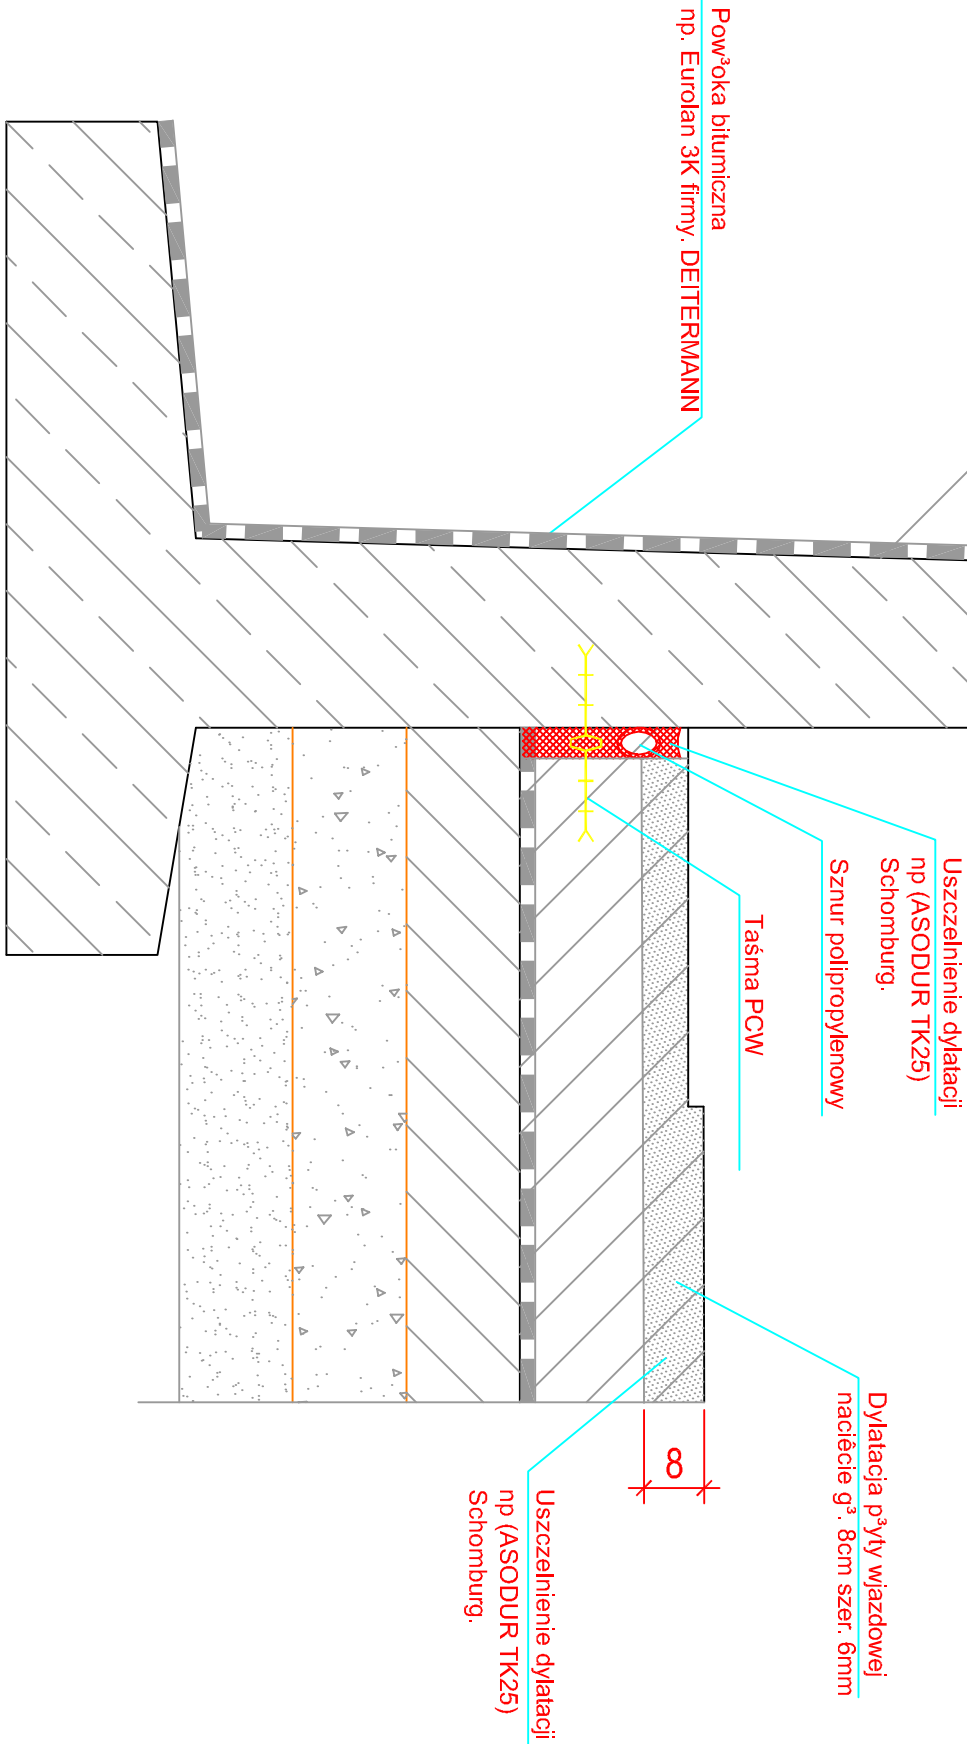 Pow³oka bitumiczna
np. Eurolan 3K firmy. DEITERMANN
Uszczelnienie dylatacji
np (ASODUR TK25)
Schomburg.
Sznur polipropylenowy
Taśma PCW
Dylatacja p³yty wjazdowej
naciêcie g³. 8cm szer. 6mm
8
Uszczelnienie dylatacji
np (ASODUR TK25)
Schomburg.